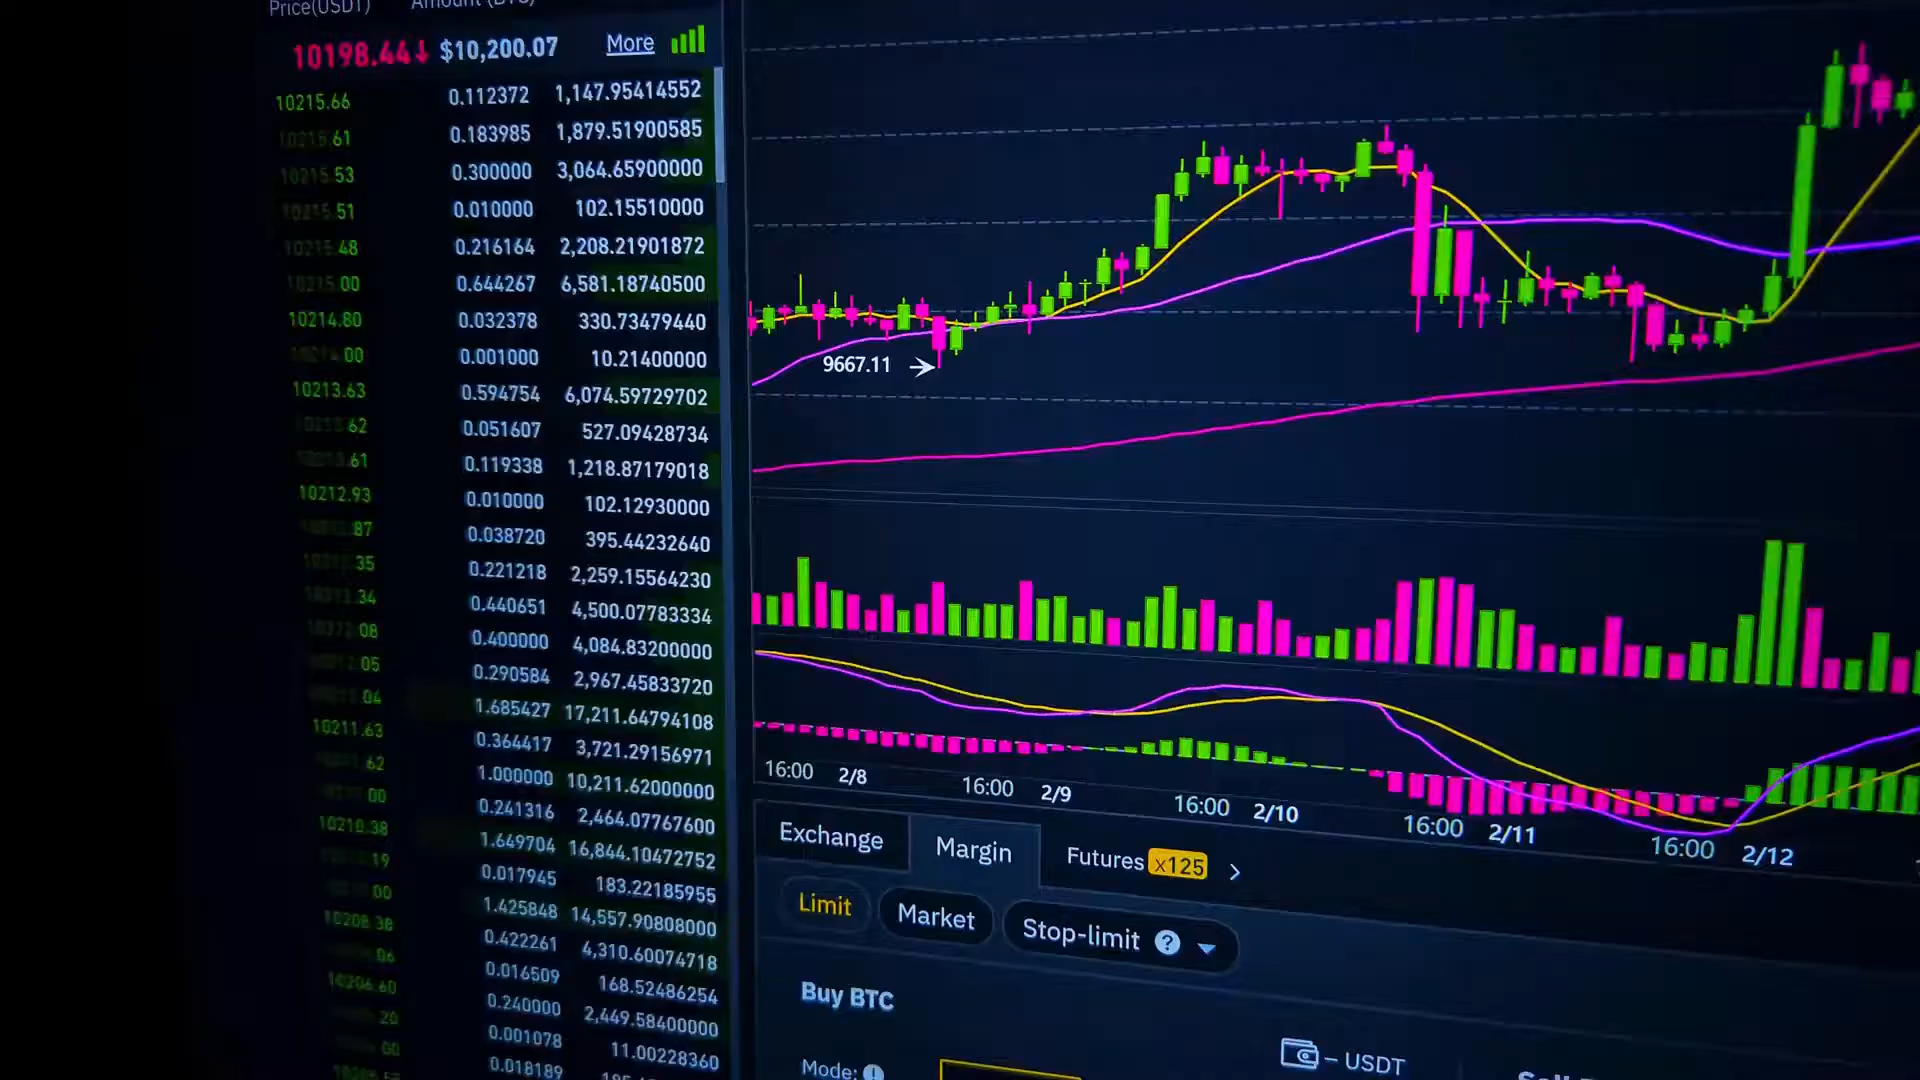 Price(USDT) Amount (BTC)
10198.44↓ $10,200.07 More
10215.66 0.112372 1,147.95414552
10215.61 0.183985 1,879.51900585
10215.53 0.300000 3,064.65900000
10215.51 0.010000 102.15510000
10215.48 0.216164 2,208.21901872
10215.00 0.644267 6,581.18740500
10214.80 0.032378 330.73479440
10214.00 0.001000 10.21400000
10213.63 0.594754 6,074.59729702
0.051607 527.09428734
0.119338 1,218.87179018
10212.93 0.010000 102.12930000
0.038720 395.44232640
0.221218 2,259.15564230
0.440651 4,500.07783334
0.400000 4,084.83200000
0.290584 2,967.45833720
1.685427 17,211.64794108
10211.63 0.364417 3,721.29156971
1.000000 10,211.62000000
0.241316 2,464.07767600
10210.38 1.649704 16,844.10472752
0.017945 183.22185955
1.425848 14,557.90808000
10208.38 0.422261 4,310.60074718
0.016509 168.52486254
10206.60 0.240000 2,449.58400000
0.001078 11.00228360
0.018189
9667.11
16:00 2/8 16:00 2/9 16:00 2/10 16:00 2/11 16:00 2/12
Exchange Margin Futures x125
Limit Market Stop-limit ?
Buy BTC
– USDT
Mode: